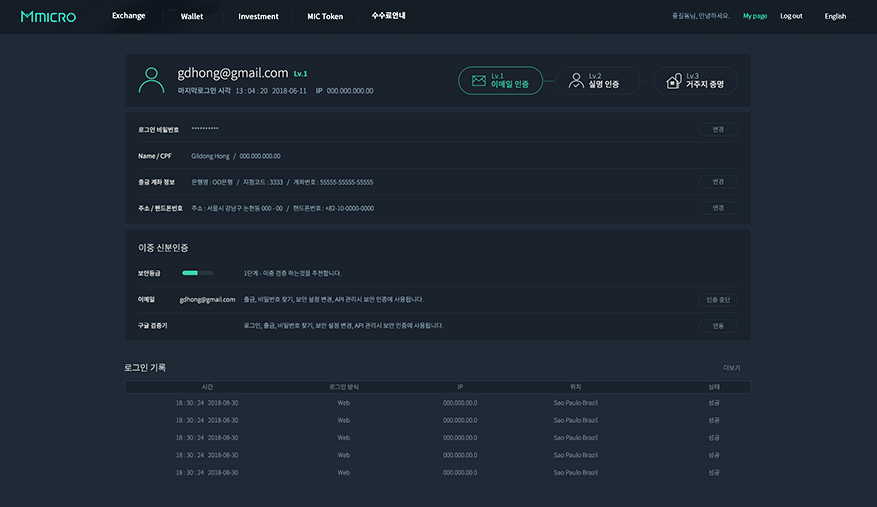 MICRO Exchange Wallet Investment MIC Token 수수료안내 홍길동님, 안녕하세요. My page Log out English
gdhong@gmail.com Lv.1
마지막로그인 시각 13 : 04 : 20 2018-06-11 IP 000.000.000.00
Lv.1 이메일 인증
Lv.2 실명 인증
Lv.3 거주지 증명
로그인 비밀번호 ********** 변경
Name / CPF Gildong Hong / 000.000.000.00
출금 계좌 정보 은행명 : OO은행 / 지점코드 : 3333 / 계좌번호 : 55555-55555-55555 변경
주소 / 핸드폰번호 주소 : 서울시 강남구 논현동 000 - 00 / 핸드폰번호 : +82-10-0000-0000 변경
이중 신분인증
보안등급 1단계 - 이중 검증 하는것을 추천합니다.
이메일 gdhong@gmail.com 출금, 비밀번호 찾기, 보안 설정 변경, API 관리시 보안 인증에 사용됩니다. 인증 중단
구글 검증기 로그인, 출금, 비밀번호 찾기, 보안 설정 변경, API 관리시 보안 인증에 사용됩니다. 연동
로그인 기록 더보기
시간 로그인 방식 IP 위치 상태
18 : 30 : 24 2018-08-30 Web 000.000.00.0 Sao Paulo Brazil 성공
18 : 30 : 24 2018-08-30 Web 000.000.00.0 Sao Paulo Brazil 성공
18 : 30 : 24 2018-08-30 Web 000.000.00.0 Sao Paulo Brazil 성공
18 : 30 : 24 2018-08-30 Web 000.000.00.0 Sao Paulo Brazil 성공
18 : 30 : 24 2018-08-30 Web 000.000.00.0 Sao Paulo Brazil 성공